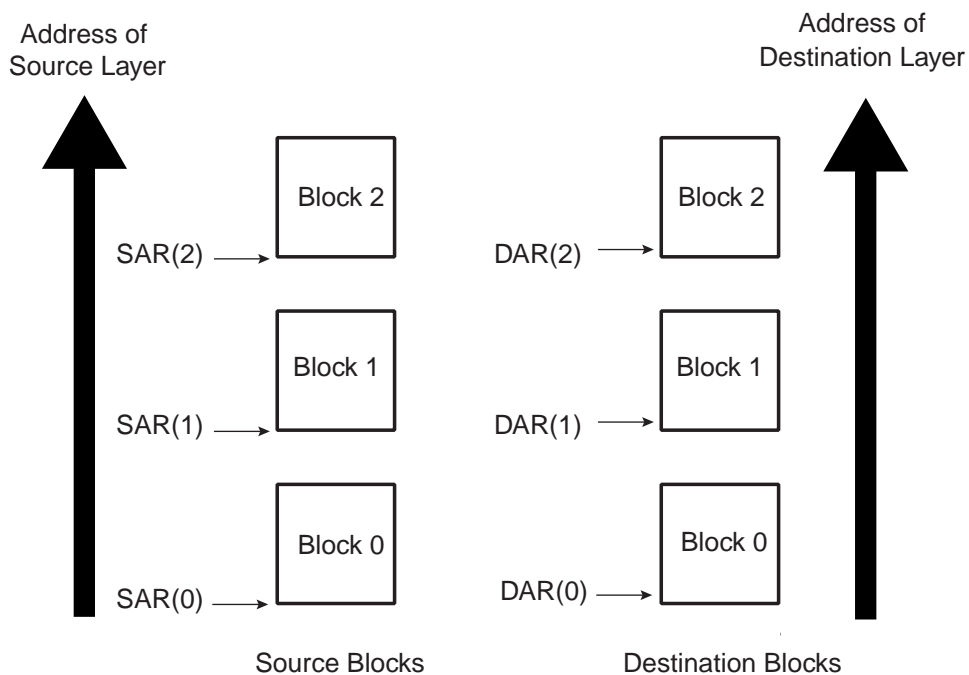 Address of
Source Layer
Address of
Destination Layer
Block 2
Block 2
SAR(2)
DAR(2)
Block 1
Block 1
SAR(1)
DAR(1)
Block 0
Block 0
SAR(0)
DAR(0)
Source Blocks
Destination Blocks